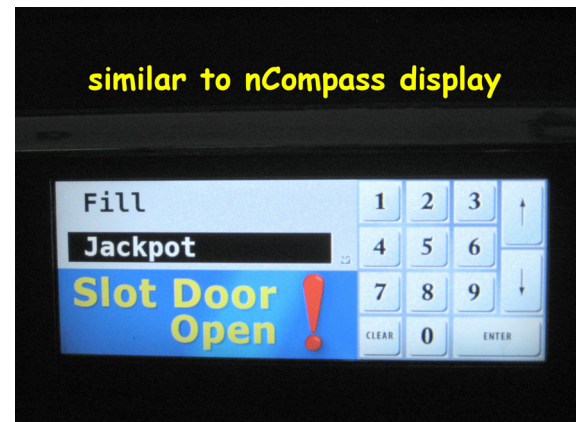 similar to nCompass display
Fill
1 2 3 ↑
Jackpot
4 5 6
Slot Door
Open !
7 8 9 ↓
CLEAR 0 ENTER